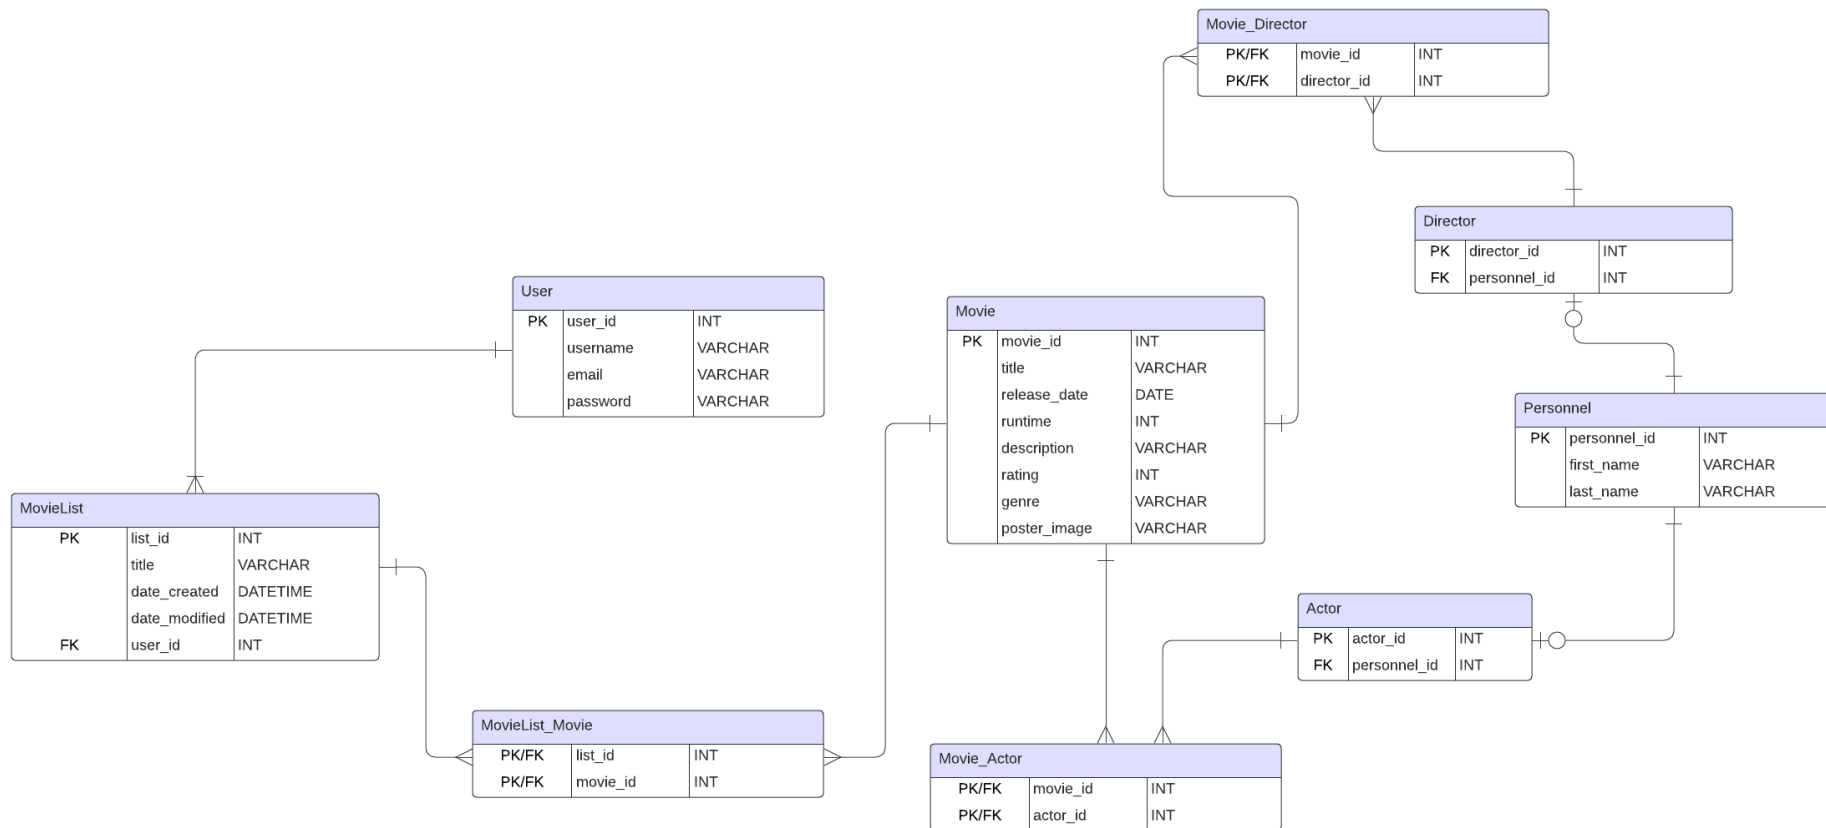 Movie_Director
PK/FK movie_id INT
PK/FK director_id INT
Director
PK director_id INT
FK personnel_id INT
User
PK user_id INT
username VARCHAR
email VARCHAR
password VARCHAR
Movie
PK movie_id INT
title VARCHAR
release_date DATE
runtime INT
description VARCHAR
rating INT
genre VARCHAR
poster_image VARCHAR
Personnel
PK personnel_id INT
first_name VARCHAR
last_name VARCHAR
MovieList
PK list_id INT
title VARCHAR
date_created DATETIME
date_modified DATETIME
FK user_id INT
Actor
PK actor_id INT
FK personnel_id INT
MovieList_Movie
PK/FK list_id INT
PK/FK movie_id INT
Movie_Actor
PK/FK movie_id INT
PK/FK actor_id INT